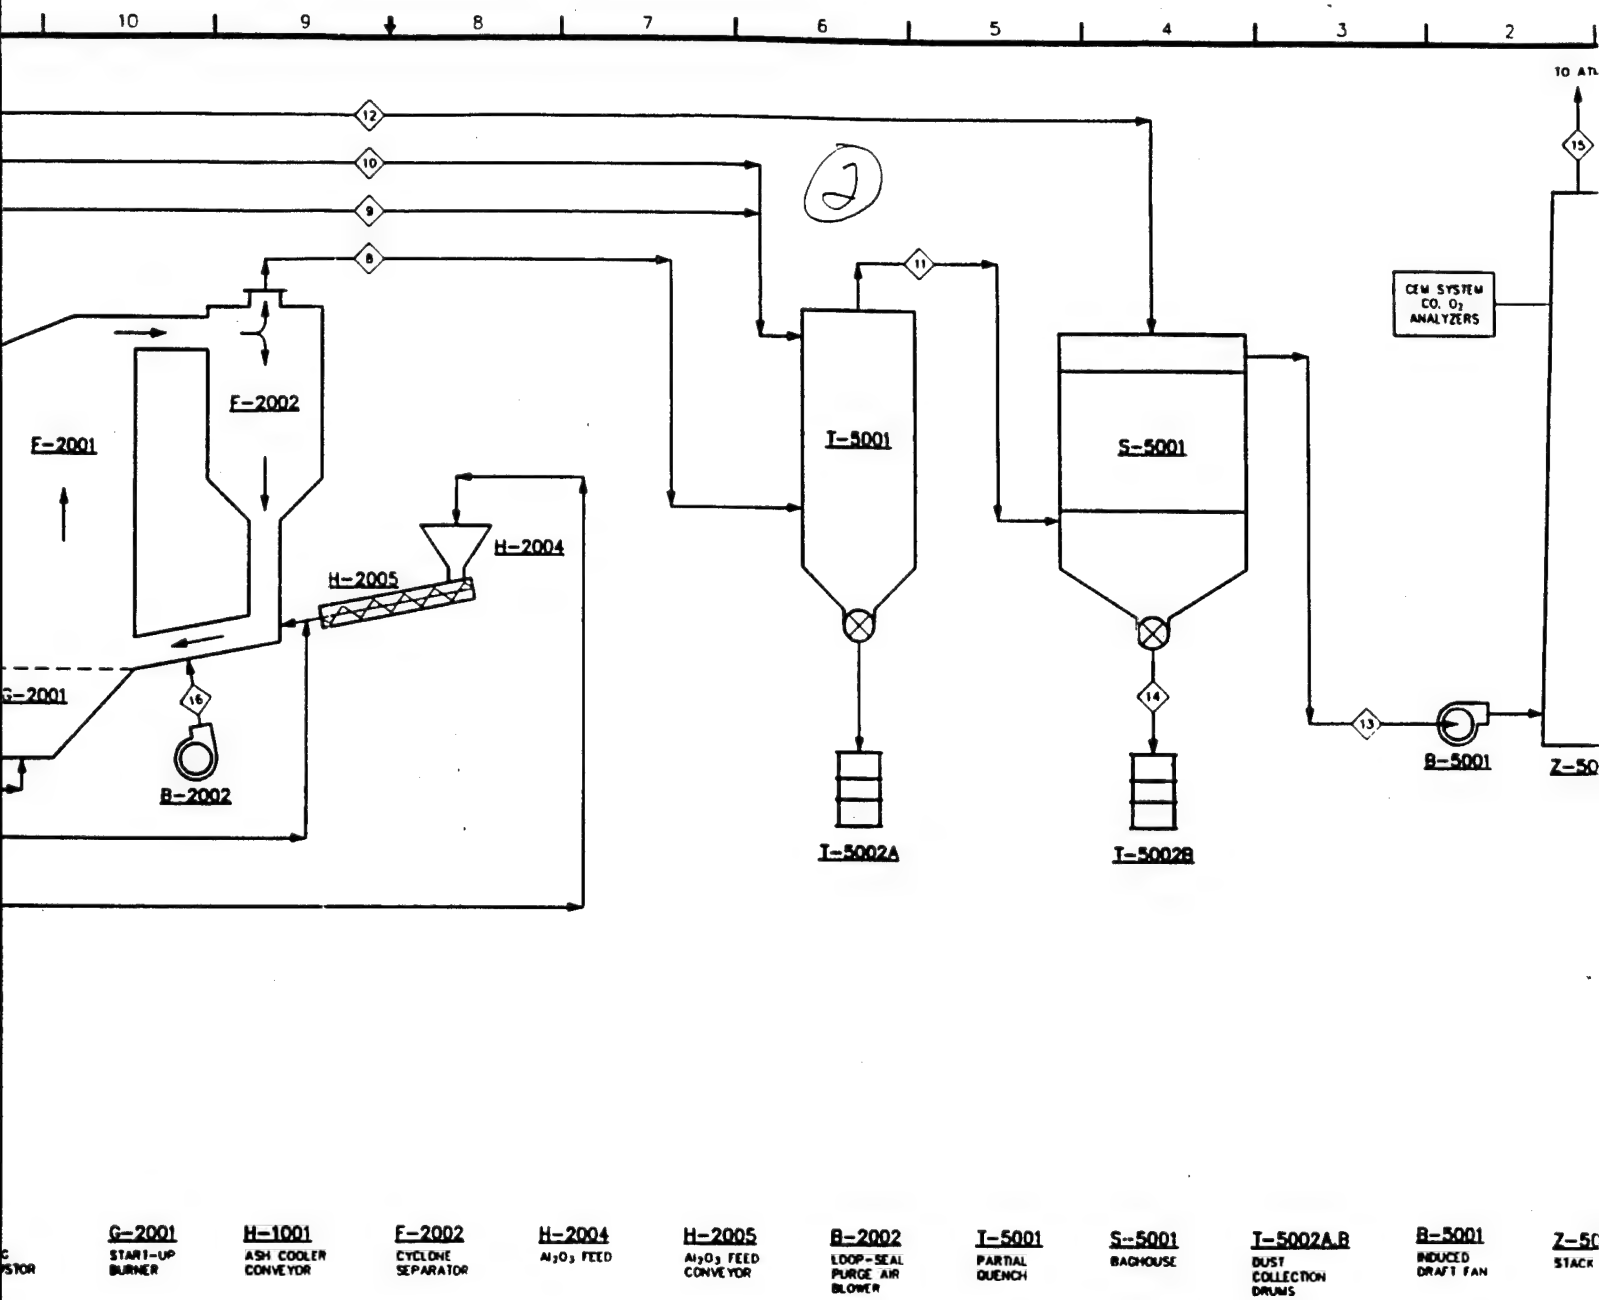 10 9 8 7 6 5 4 3 2
TO
12
15
10
2
9
8
11
CEM SYSTEM
CO, O2
ANALYZERS
F-2002
F-2001
T-5001
S-5001
H-2004
H-2005
G-2001
16
14
13
B-2002
B-5001
Z-50
T-5002A
T-5002B
G-2001
START-UP
BURNER
H-1001
ASH COOLER
CONVEYOR
F-2002
CYCLONE
SEPARATOR
H-2004
Al2O3 FEED
H-2005
Al2O3 FEED
CONVEYOR
B-2002
LOOP-SEAL
PURGE AIR
BLOWER
T-5001
PARTIAL
QUENCH
S-5001
BAGHOUSE
T-5002A,B
DUST
COLLECTION
DRUMS
B-5001
INDUCED
DRAFT FAN
Z-50
STACK